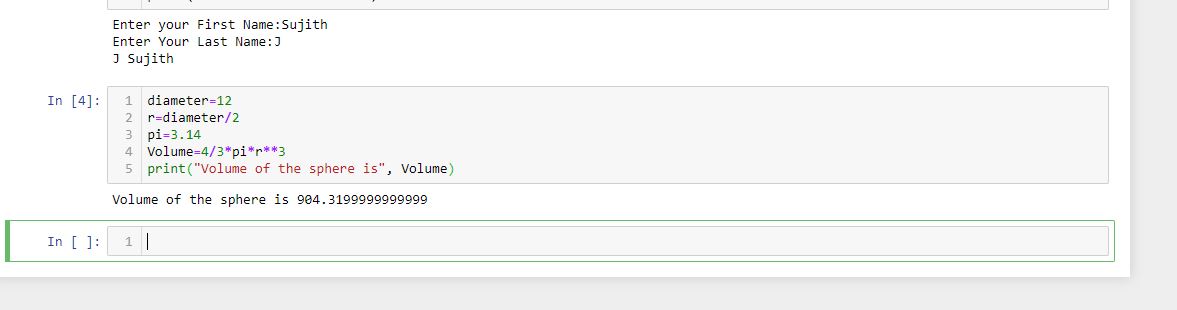 Enter your First Name:Sujith
Enter Your Last Name:J
J Sujith
In [4]:
1 diameter=12
2 r=diameter/2
3 pi=3.14
4 Volume=4/3*pi*r**3
5 print("Volume of the sphere is", Volume)
Volume of the sphere is 904.3199999999999
In [ ]:
1